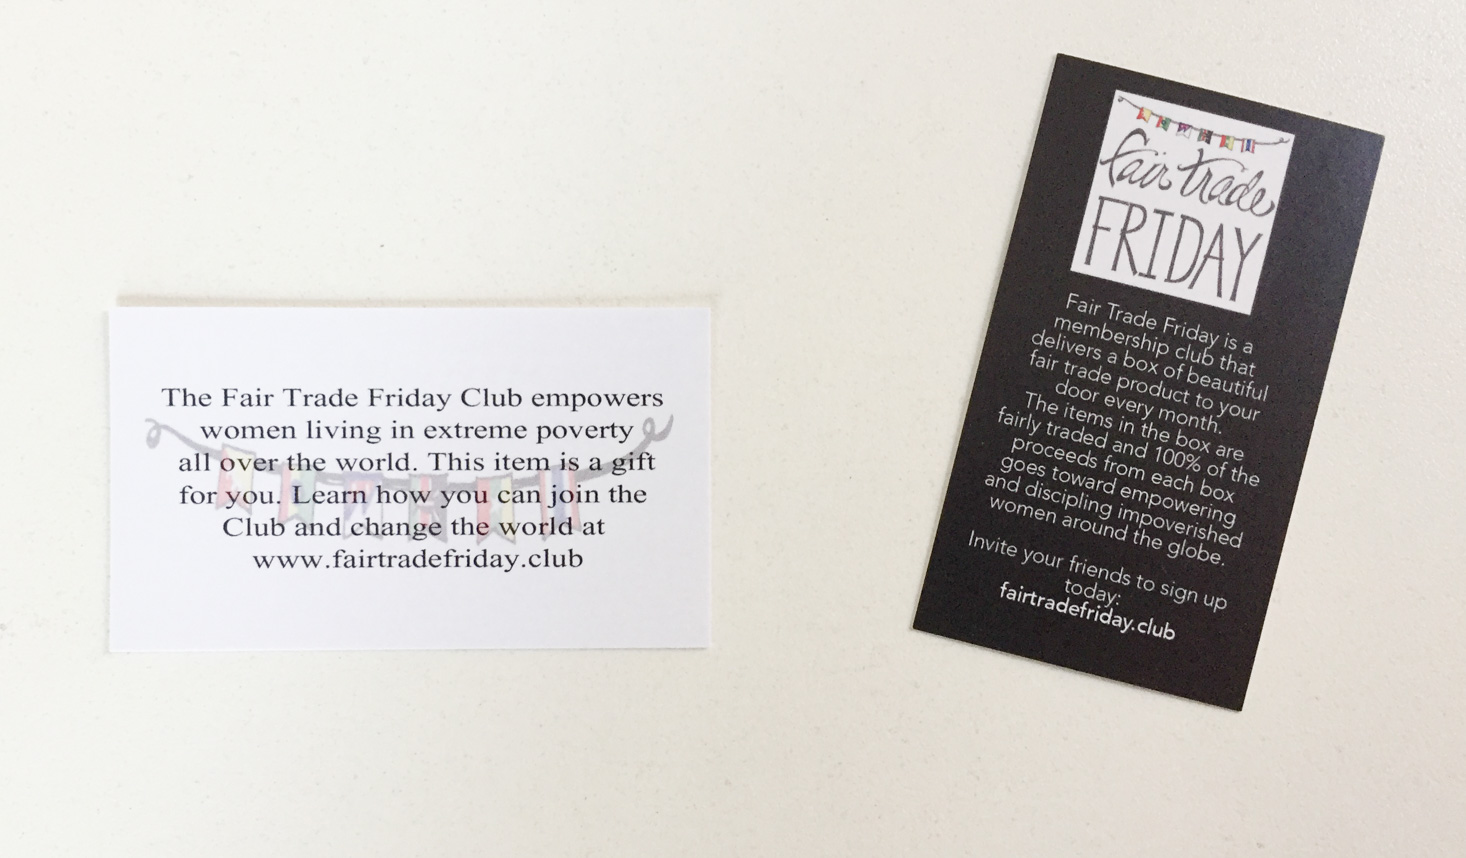 The Fair Trade Friday Club empowers
women living in extreme poverty
all over the world. This item is a gift
for you. Learn how you can join the
Club and change the world at
www.fairtradefriday.club
fair trade
FRIDAY
Fair Trade Friday is a
membership club that
delivers a box of beautiful
fair trade product to your
door every month.
The items in the box are
fairly traded and 100% of the
proceeds from each box
goes toward empowering
and discipling impoverished
women around the globe.
Invite your friends to sign up
today:
fairtradefriday.club